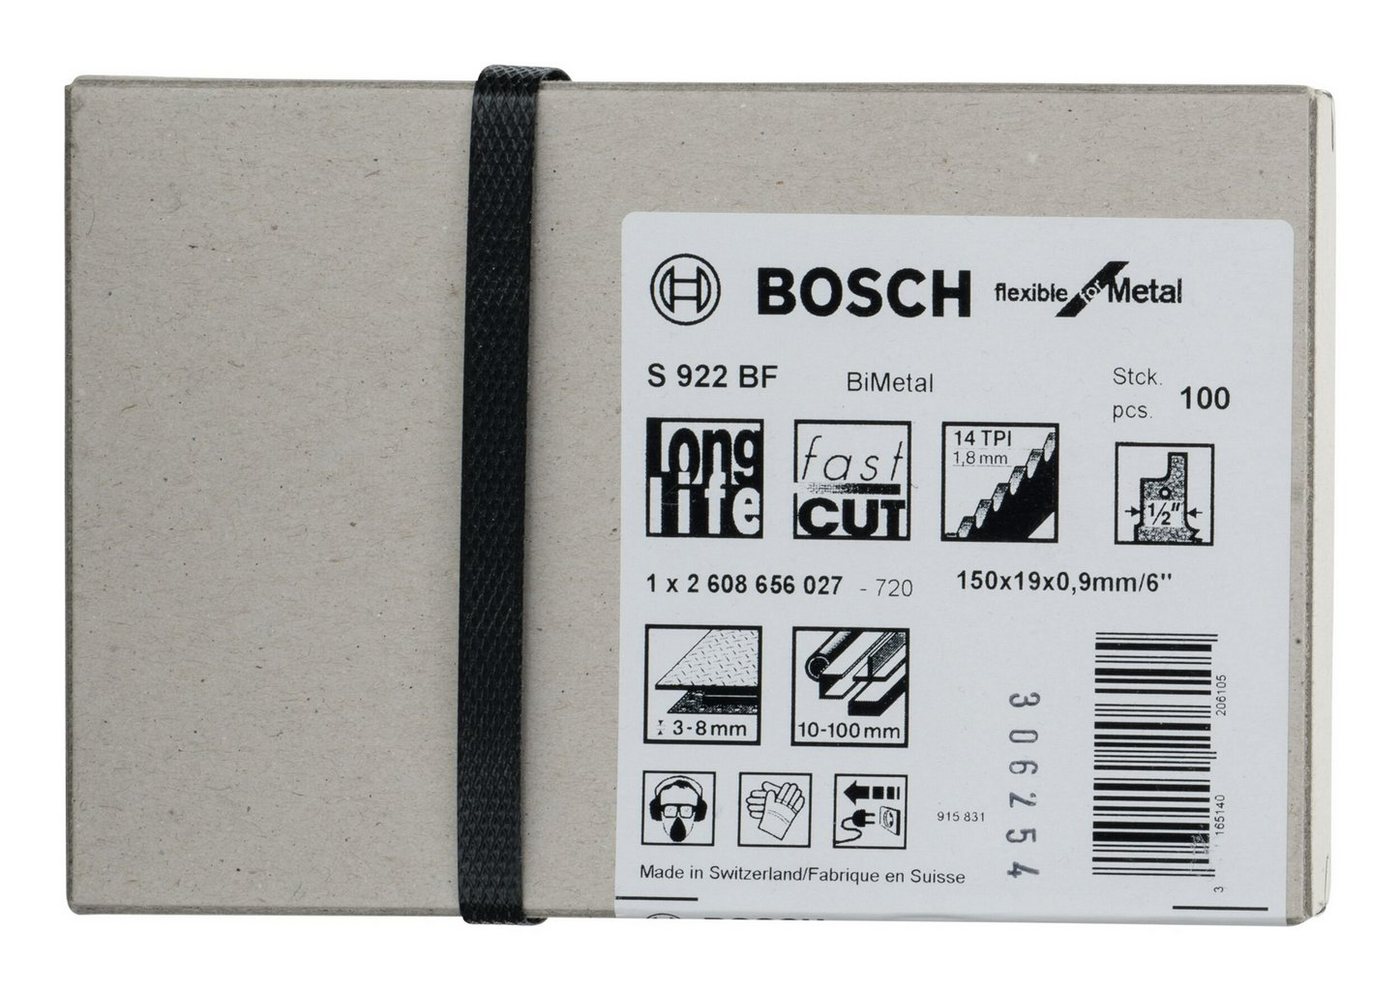 BOSCH flexible for Metal
S 922 BF BiMetal Stck. pcs. 100
long life
fast CUT
14 TPI
1,8 mm
1/2"
1 x 2 608 656 027 - 720 150x19x0,9mm/6"
3-8 mm
10-100 mm
915 831
306254
3 165140 206105
Made in Switzerland/Fabrique en Suisse